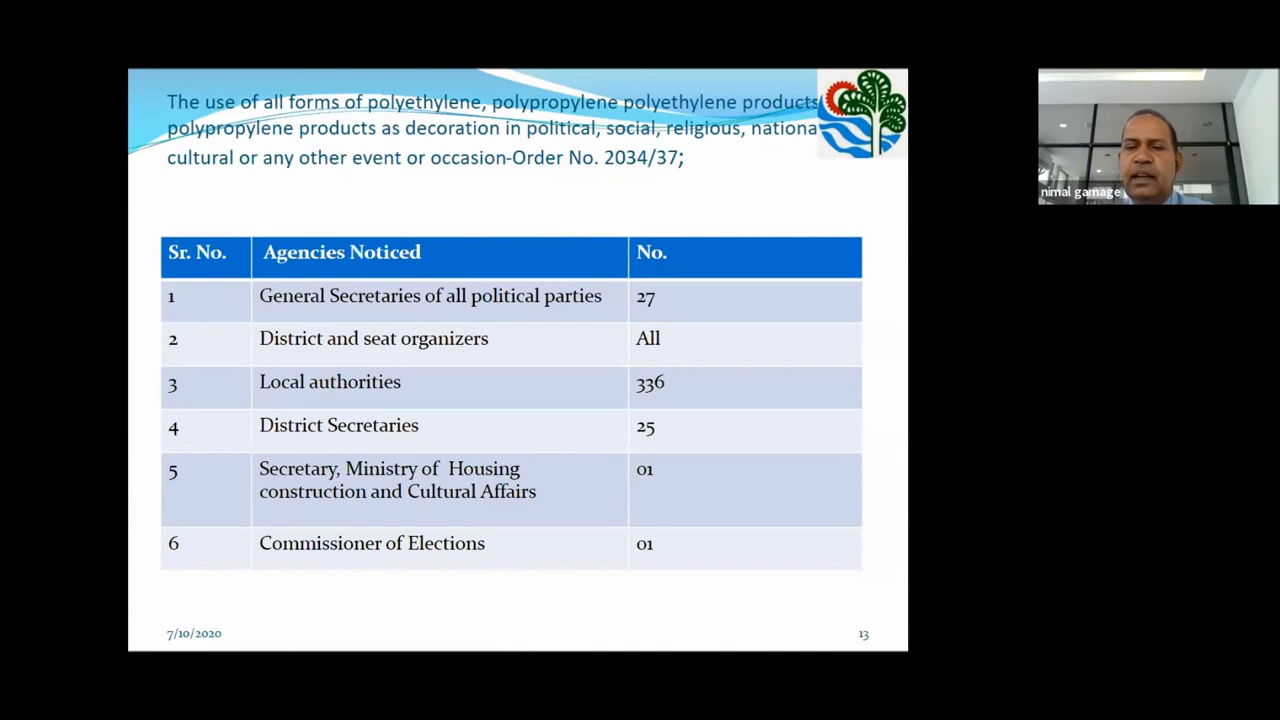 The use of all forms of polyethylene, polypropylene polyethylene products
polypropylene products as decoration in political, social, religious, nationa
cultural or any other event or occasion-Order No. 2034/37;
Sr. No. Agencies Noticed No.
1 General Secretaries of all political parties 27
2 District and seat organizers All
3 Local authorities 336
4 District Secretaries 25
5 Secretary, Ministry of Housing 01
construction and Cultural Affairs
6 Commissioner of Elections 01
7/10/2020 13
nimal gamage